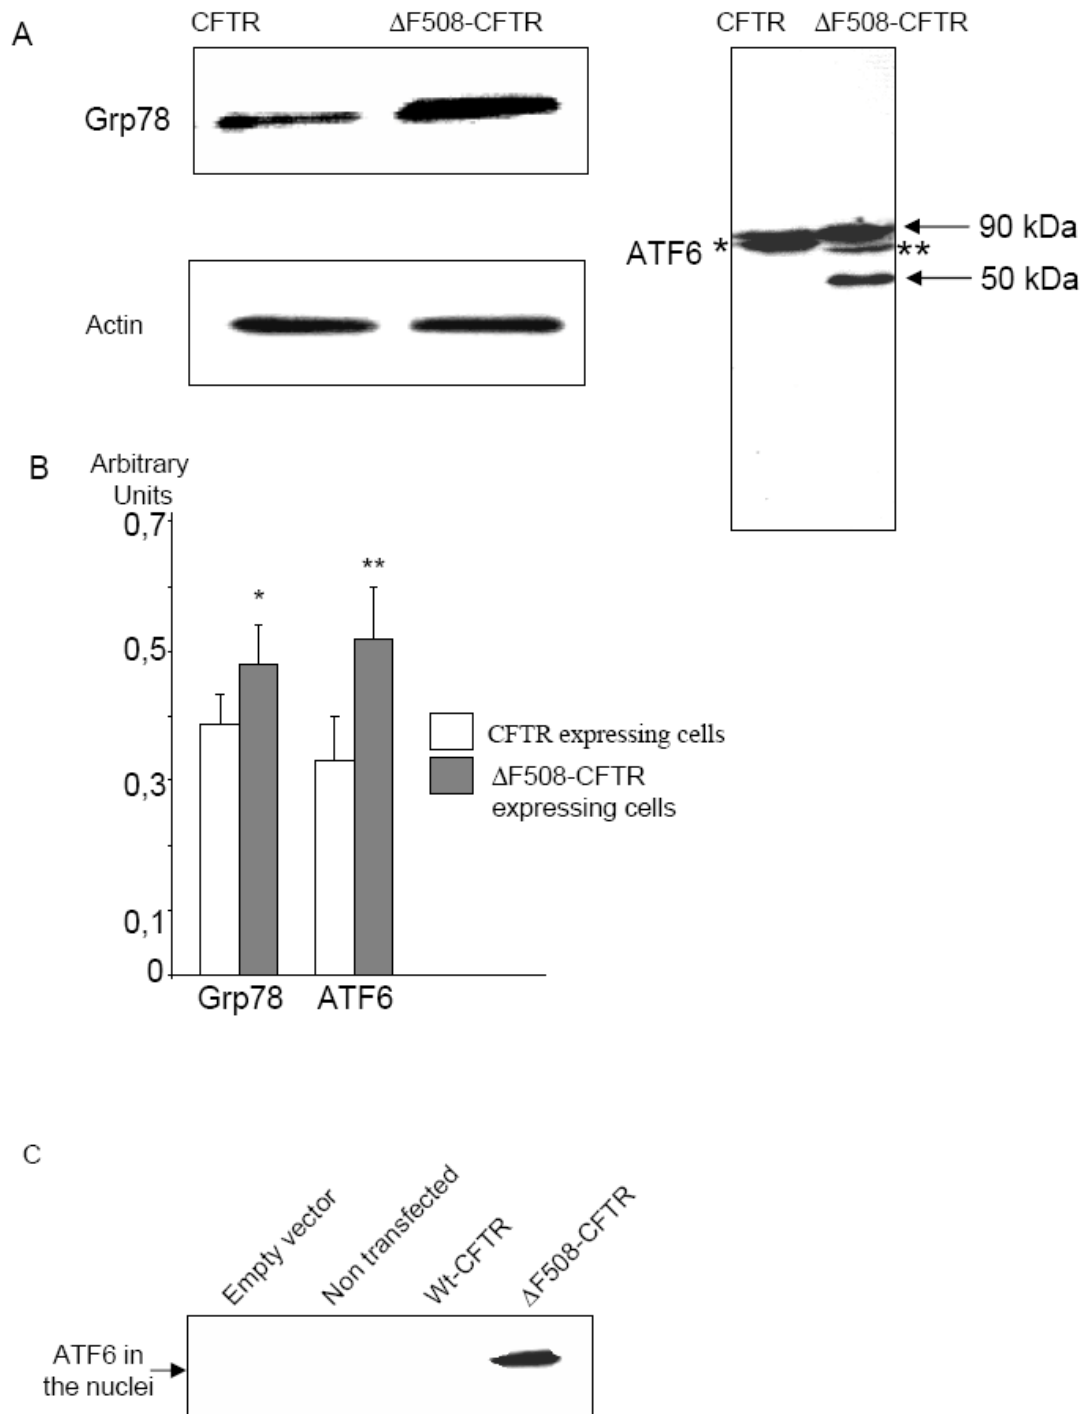 A
CFTR
ΔF508-CFTR
Grp78
Actin
CFTR
ΔF508-CFTR
ATF6 *
90 kDa
**
50 kDa
B
Arbitrary
Units
0,7
0,5
0,3
0,1
0
*
**
Grp78
ATF6
CFTR expressing cells
ΔF508-CFTR
expressing cells
C
Empty vector
Non transfected
Wt-CFTR
ΔF508-CFTR
ATF6 in
the nuclei